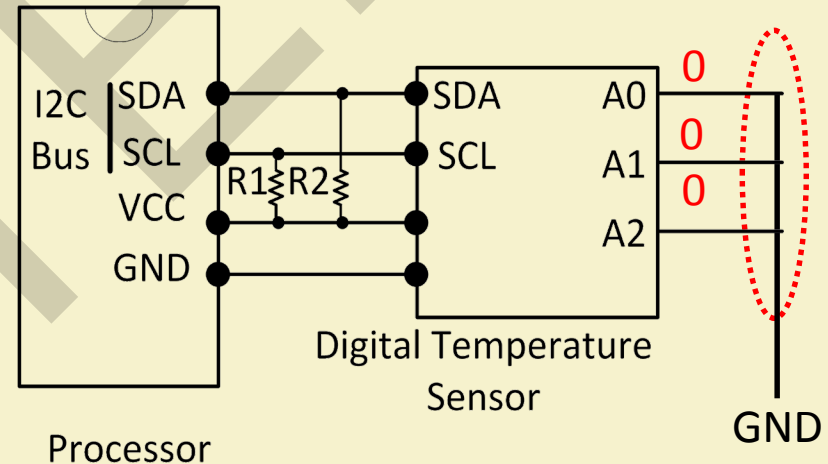 I2C
Bus
SDA
SCL
VCC
GND
R1
R2
SDA
SCL
A0
A1
A2
0
0
0
Digital Temperature
Sensor
GND
Processor